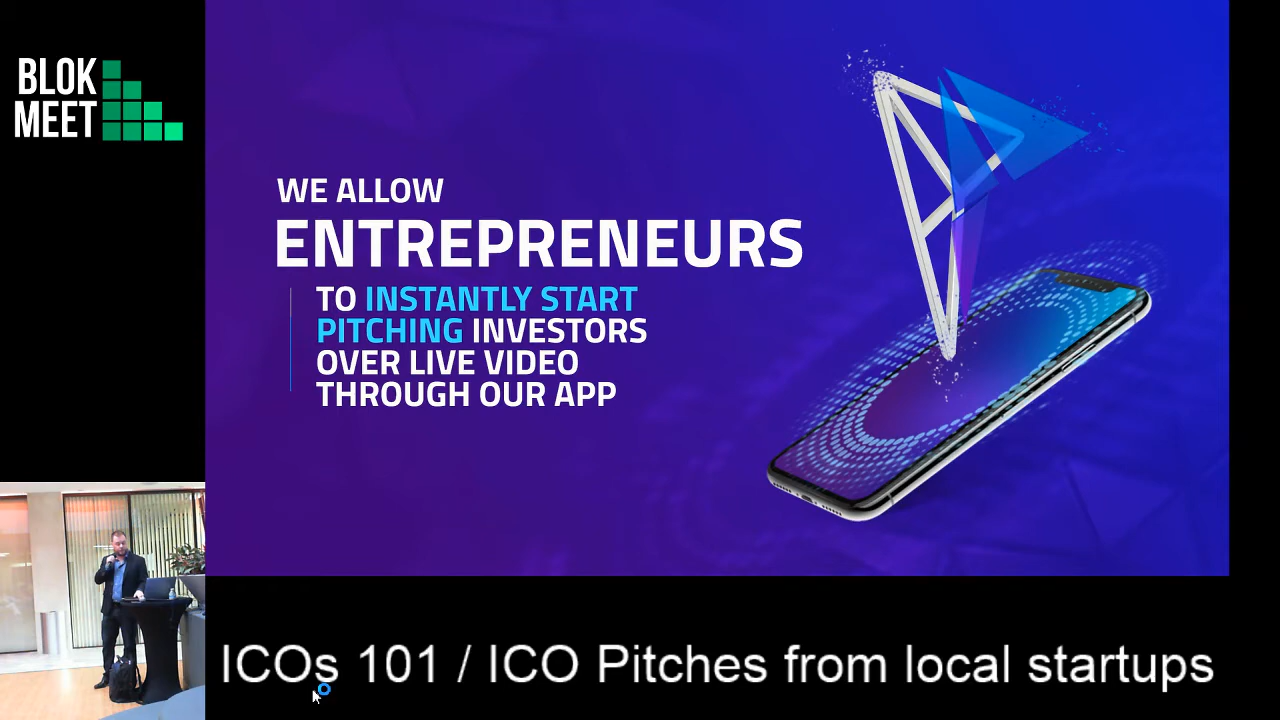 BLOK
MEET
WE ALLOW
ENTREPRENEURS
TO INSTANTLY START
PITCHING INVESTORS
OVER LIVE VIDEO
THROUGH OUR APP
ICOs 101 / ICO Pitches from local startups